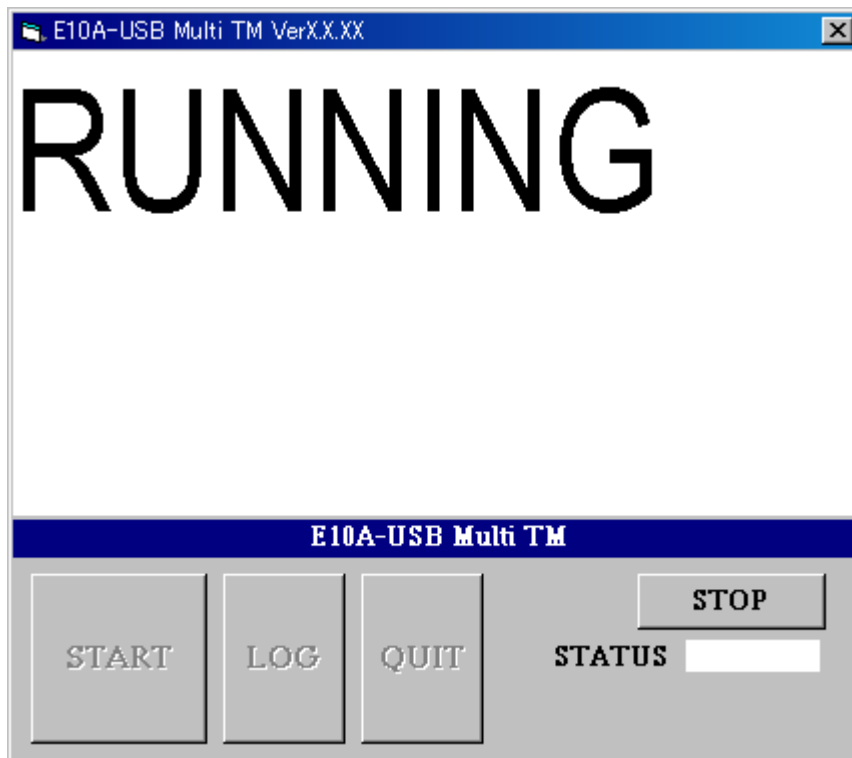 E10A-USB Multi TM VerX.X.XX
RUNNING
E10A-USB Multi TM
STOP
START LOG QUIT
STATUS